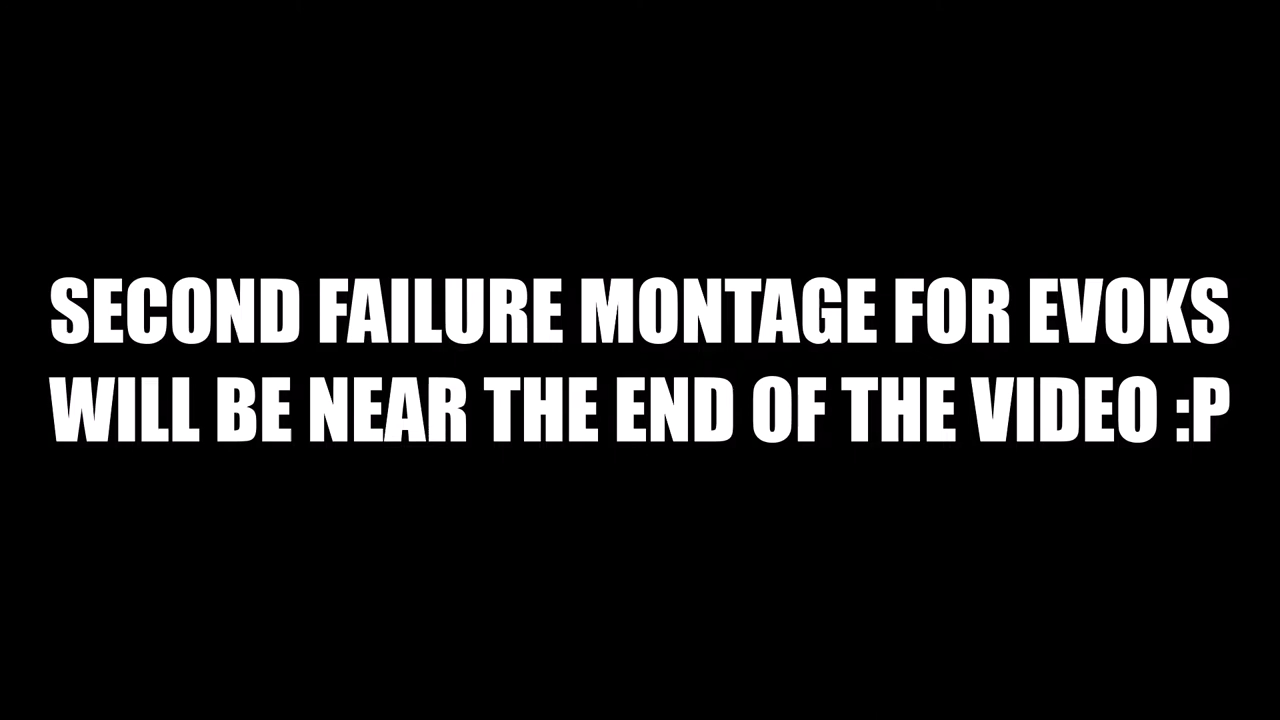 SECOND FAILURE MONTAGE FOR EVOKS
WILL BE NEAR THE END OF THE VIDEO :P